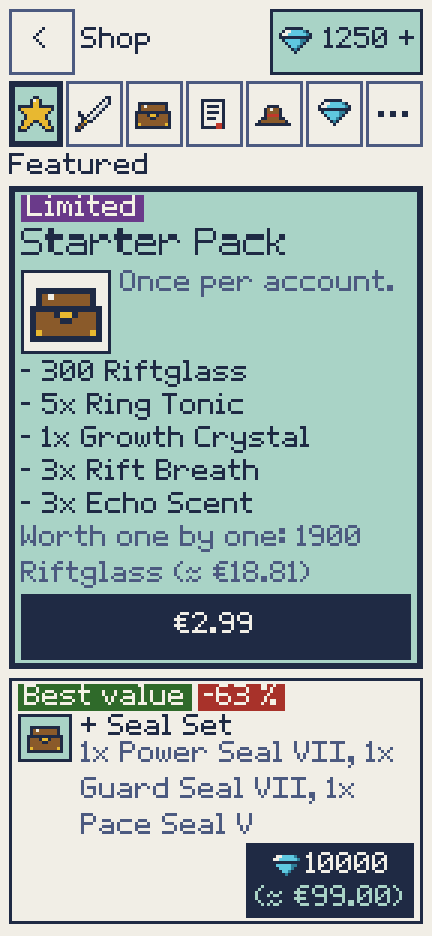 Shop
1250 +
Featured
Limited
Starter Pack
Once per account.
- 300 Riftglass
- 5x Ring Tonic
- 1x Growth Crystal
- 3x Rift Breath
- 3x Echo Scent
Worth one by one: 1900
Riftglass (≈ €18.81)
€2.99
Best value -63 %
+ Seal Set
1x Power Seal VII, 1x
Guard Seal VII, 1x
Pace Seal V
10000
(≈ €99.00)